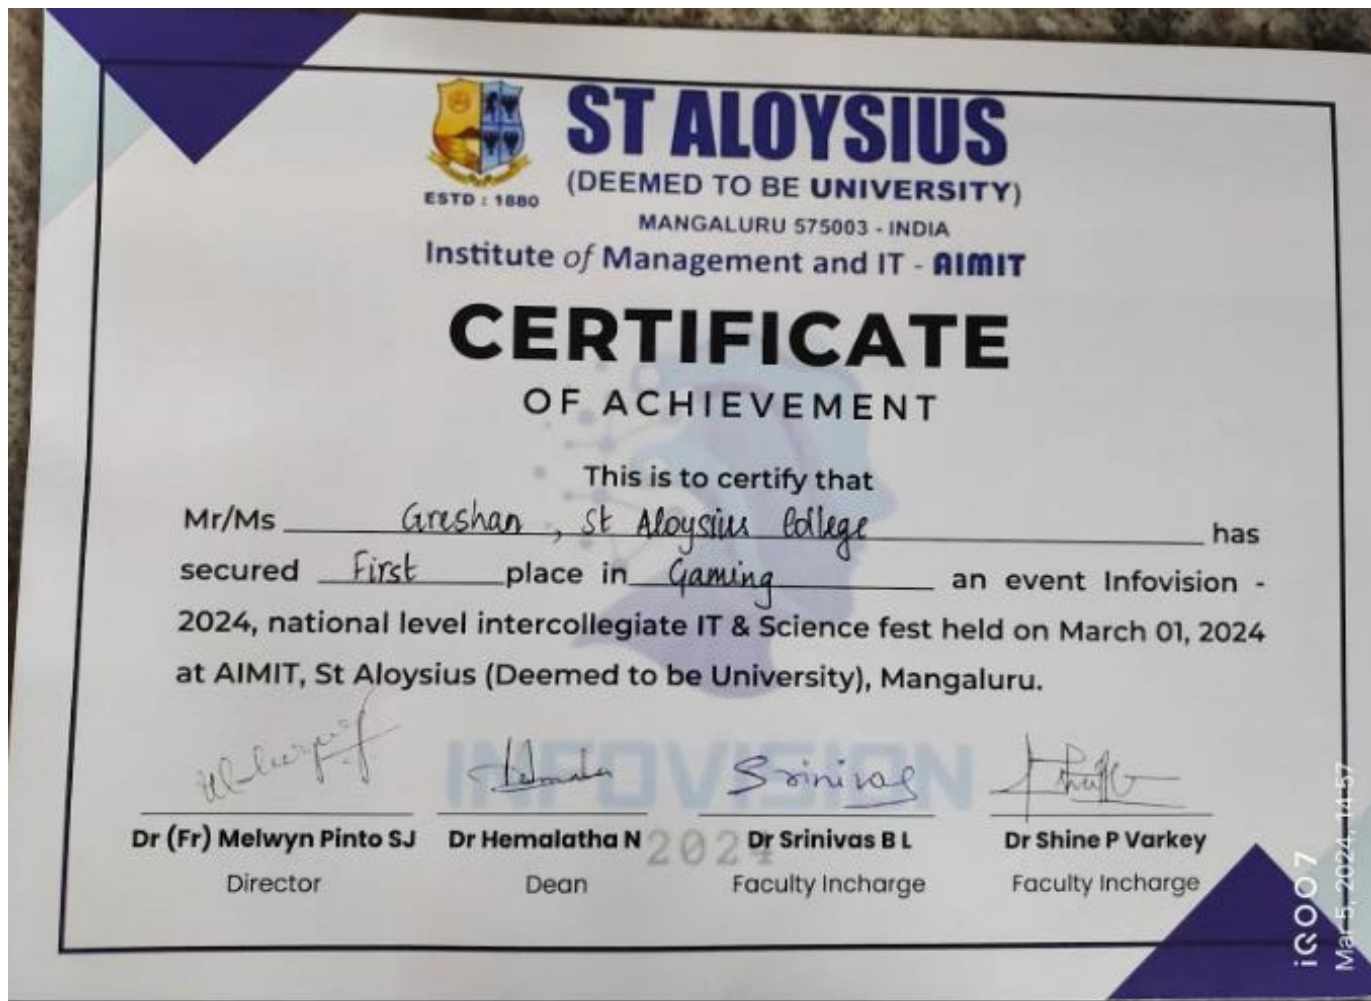 ST ALOYSIUS
(DEEMED TO BE UNIVERSITY)
ESTD : 1880
MANGALURU 575003 - INDIA
Institute of Management and IT - AIMIT
CERTIFICATE
OF ACHIEVEMENT
This is to certify that
Mr/Ms Greshan, St Aloysius College has
secured First place in Gaming an event Infovision -
2024, national level intercollegiate IT & Science fest held on March 01, 2024
at AIMIT, St Aloysius (Deemed to be University), Mangaluru.
Srinivas
INFOVISION
2024
Dr (Fr) Melwyn Pinto SJ Dr Hemalatha N Dr Srinivas B L Dr Shine P Varkey
Director Dean Faculty Incharge Faculty Incharge
iQOO 7
Mar 5, 2024, 14:57